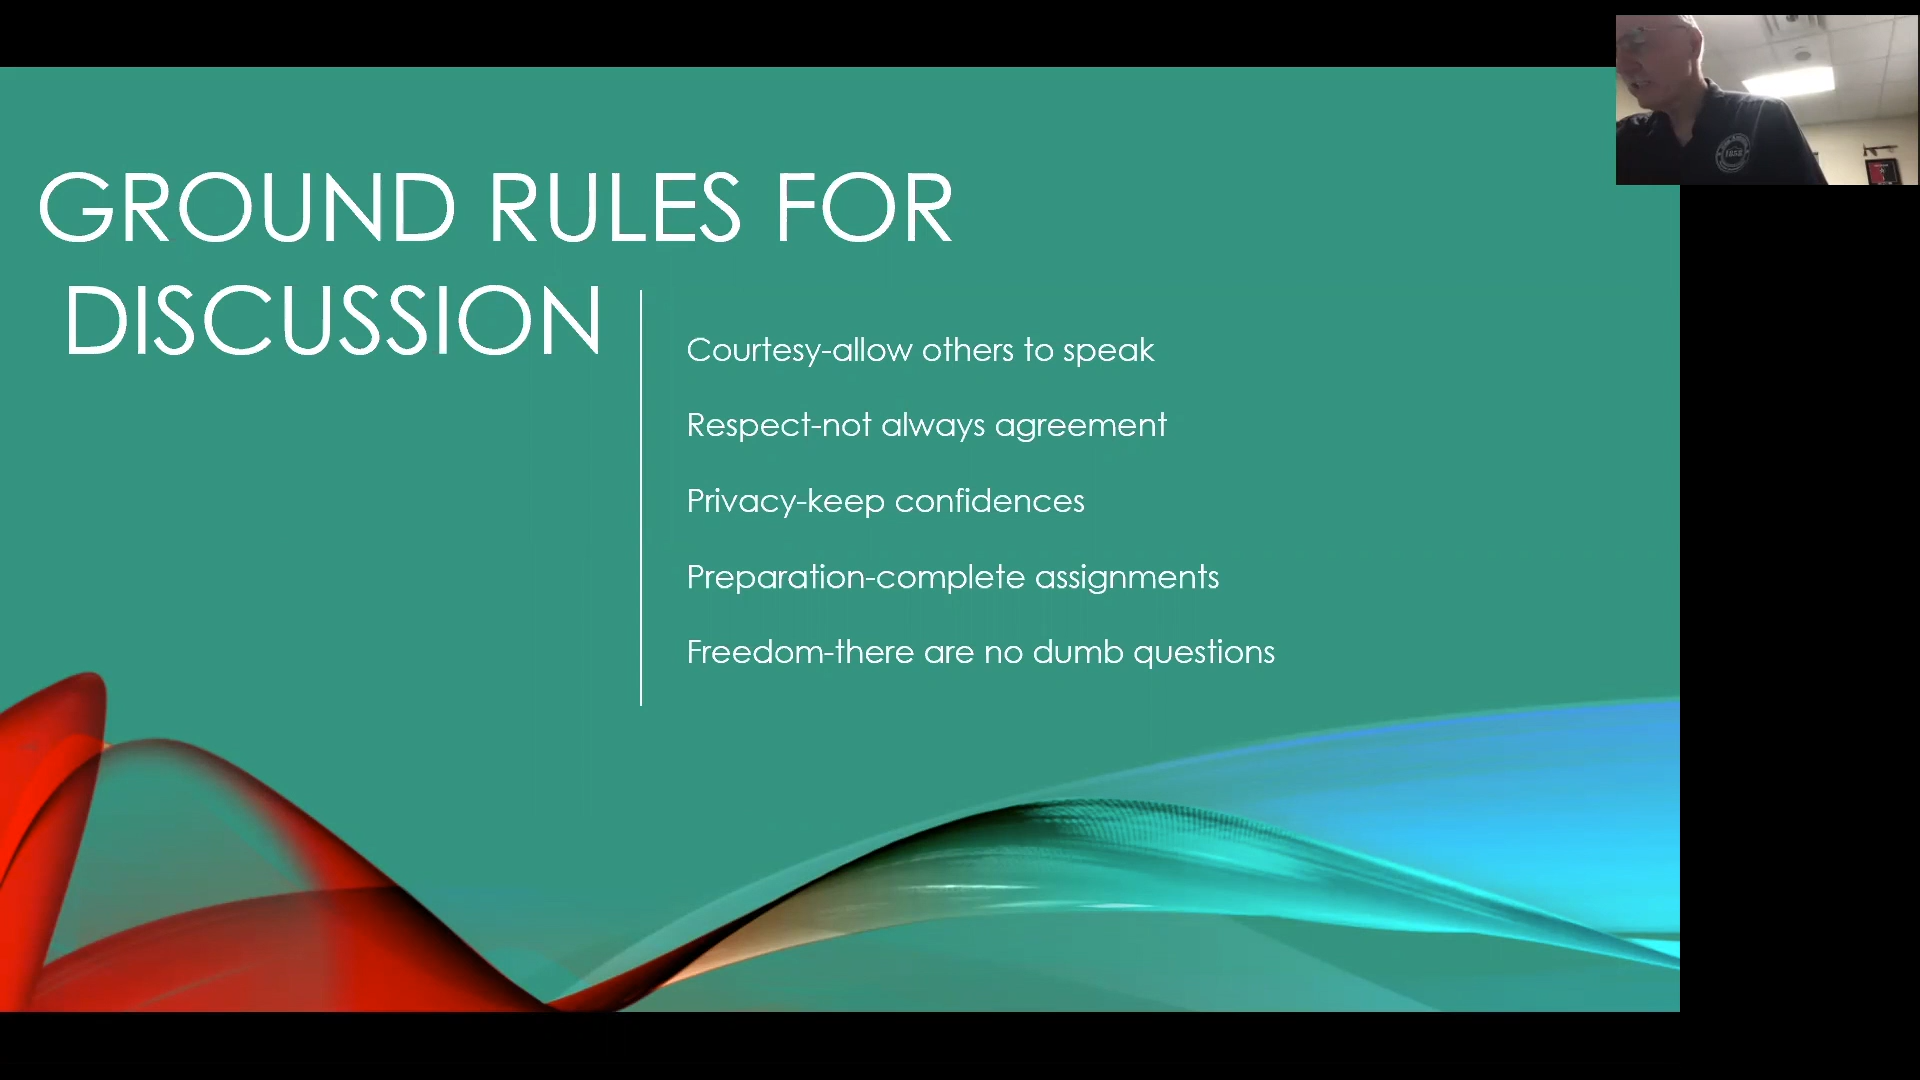 GROUND RULES FOR
DISCUSSION
Courtesy-allow others to speak
Respect-not always agreement
Privacy-keep confidences
Preparation-complete assignments
Freedom-there are no dumb questions